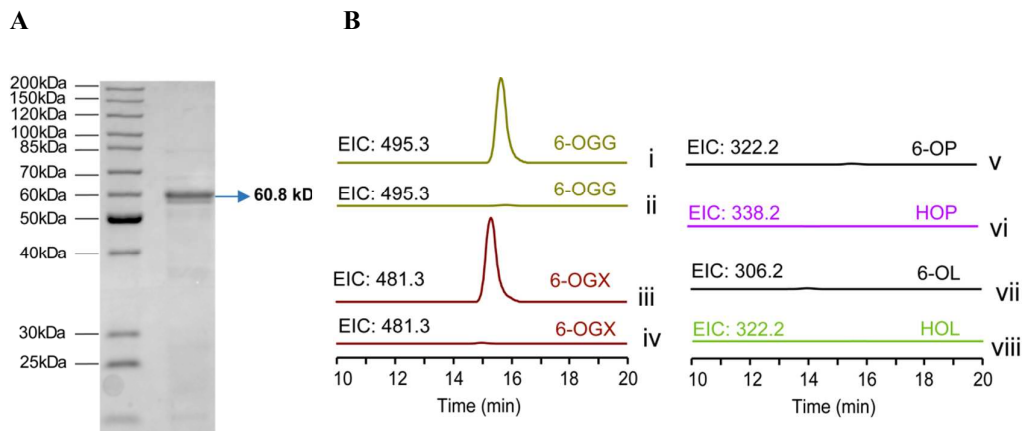 A
B
200kDa
150kDa
120kDa
100kDa
85kDa
70kDa
60kDa
50kDa
40kDa
30kDa
25kDa
60.8 kD
EIC: 495.3 6-OGG i
EIC: 495.3 6-OGG ii
EIC: 481.3 6-OGX iii
EIC: 481.3 6-OGX iv
10 12 14 16 18 20
Time (min)
EIC: 322.2 6-OP v
EIC: 338.2 HOP vi
EIC: 306.2 6-OL vii
EIC: 322.2 HOL viii
10 12 14 16 18 20
Time (min)